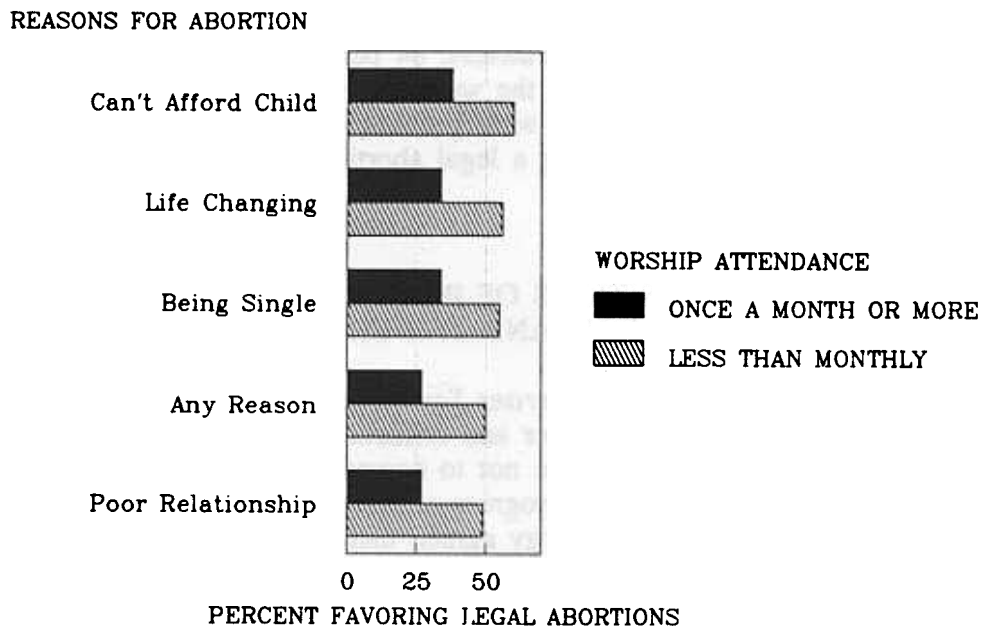 REASONS FOR ABORTION
Can't Afford Child
Life Changing
Being Single
Any Reason
Poor Relationship
0 25 50
PERCENT FAVORING LEGAL ABORTIONS
WORSHIP ATTENDANCE
ONCE A MONTH OR MORE
LESS THAN MONTHLY